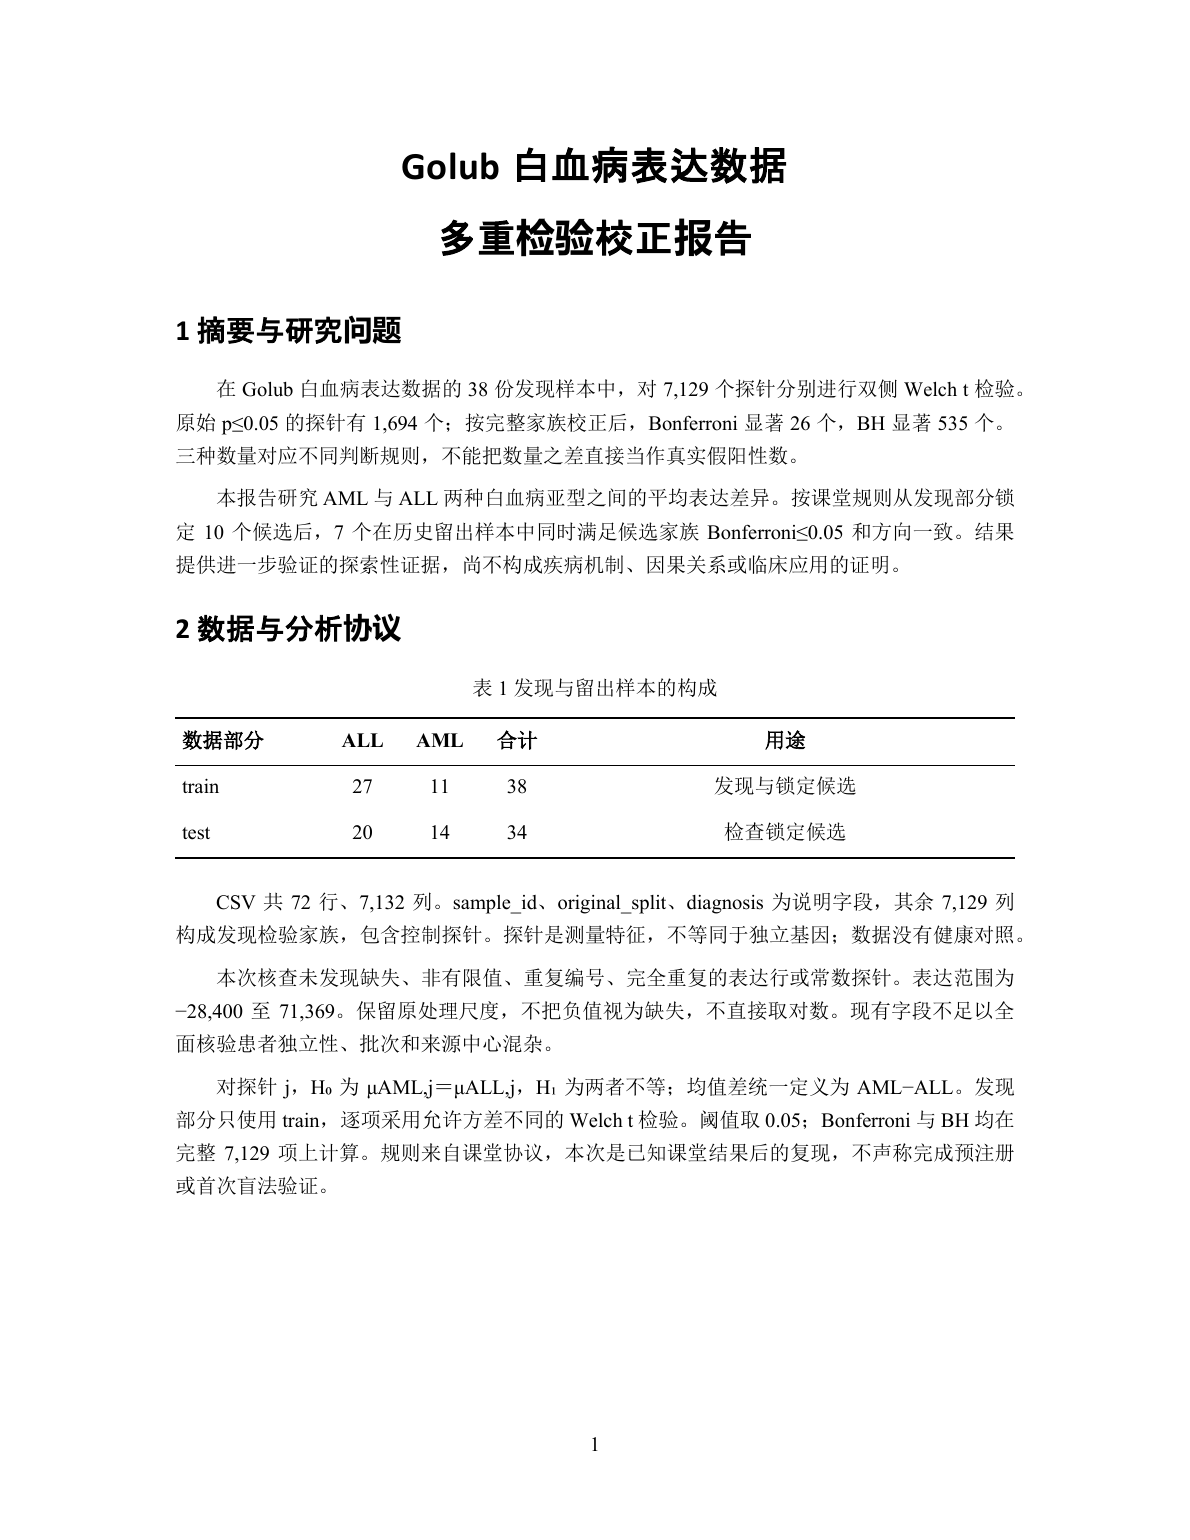 Golub 白血病表达数据
多重检验校正报告
1 摘要与研究问题
在 Golub 白血病表达数据的 38 份发现样本中，对 7,129 个探针分别进行双侧 Welch t 检验。
原始 p≤0.05 的探针有 1,694 个；按完整家族校正后，Bonferroni 显著 26 个，BH 显著 535 个。
三种数量对应不同判断规则，不能把数量之差直接当作真实假阳性数。
本报告研究 AML 与 ALL 两种白血病亚型之间的平均表达差异。按课堂规则从发现部分锁
定 10 个候选后，7 个在历史留出样本中同时满足候选家族 Bonferroni≤0.05 和方向一致。结果
提供进一步验证的探索性证据，尚不构成疾病机制、因果关系或临床应用的证明。
2 数据与分析协议
表 1 发现与留出样本的构成
数据部分 ALL AML 合计 用途
train 27 11 38 发现与锁定候选
test 20 14 34 检查锁定候选
CSV 共 72 行、7,132 列。sample_id、original_split、diagnosis 为说明字段，其余 7,129 列
构成发现检验家族，包含控制探针。探针是测量特征，不等同于独立基因；数据没有健康对照。
本次核查未发现缺失、非有限值、重复编号、完全重复的表达行或常数探针。表达范围为
−28,400 至 71,369。保留原处理尺度，不把负值视为缺失，不直接取对数。现有字段不足以全
面核验患者独立性、批次和来源中心混杂。
对探针 j，H₀ 为 μAML,j＝μALL,j，H₁ 为两者不等；均值差统一定义为 AML−ALL。发现
部分只使用 train，逐项采用允许方差不同的 Welch t 检验。阈值取 0.05；Bonferroni 与 BH 均在
完整 7,129 项上计算。规则来自课堂协议，本次是已知课堂结果后的复现，不声称完成预注册
或首次盲法验证。
1